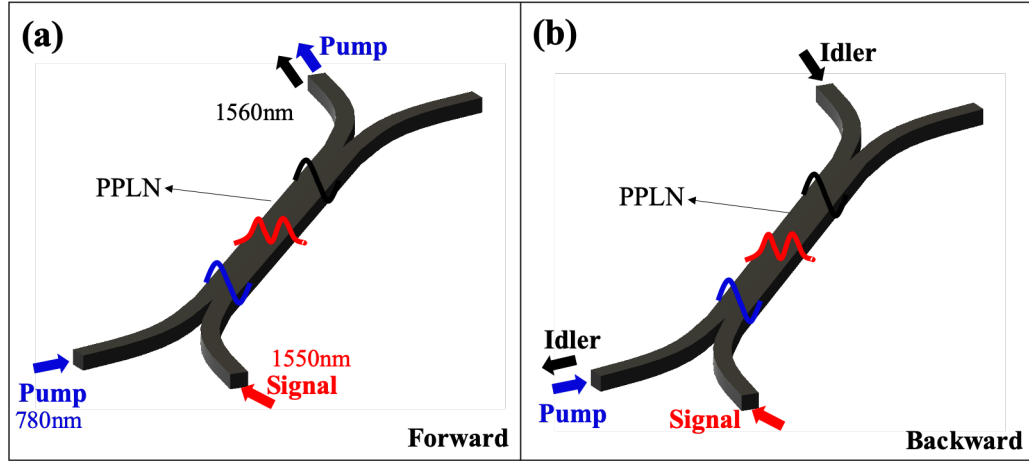 (a)
Pump
1560nm
PPLN
1550nm
Signal
Pump
780nm
Forward
(b)
Idler
PPLN
Idler
Pump
Signal
Backward